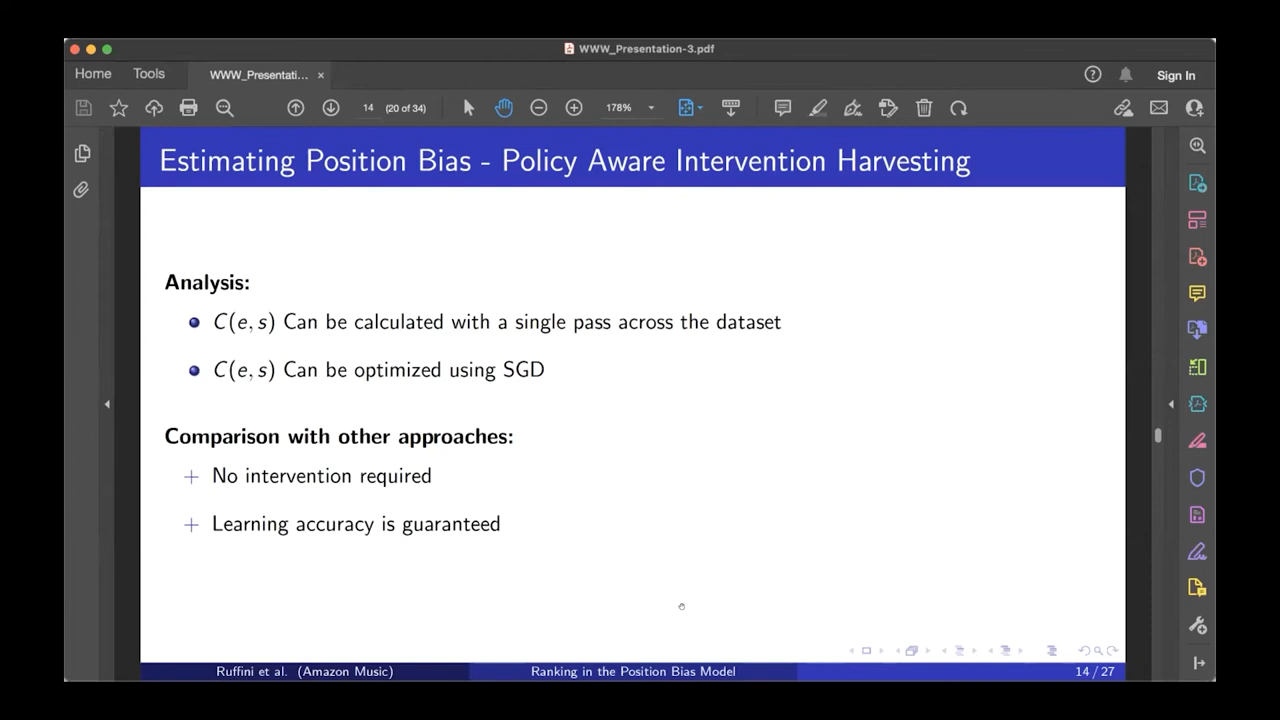 WWW_Presentation-3.pdf
Home Tools WWW_Presentati... × Sign In
14 (20 of 34) 178%
Estimating Position Bias - Policy Aware Intervention Harvesting
Analysis:
C(e, s) Can be calculated with a single pass across the dataset
C(e, s) Can be optimized using SGD
Comparison with other approaches:
+ No intervention required
+ Learning accuracy is guaranteed
Ruffini et al. (Amazon Music) Ranking in the Position Bias Model 14 / 27